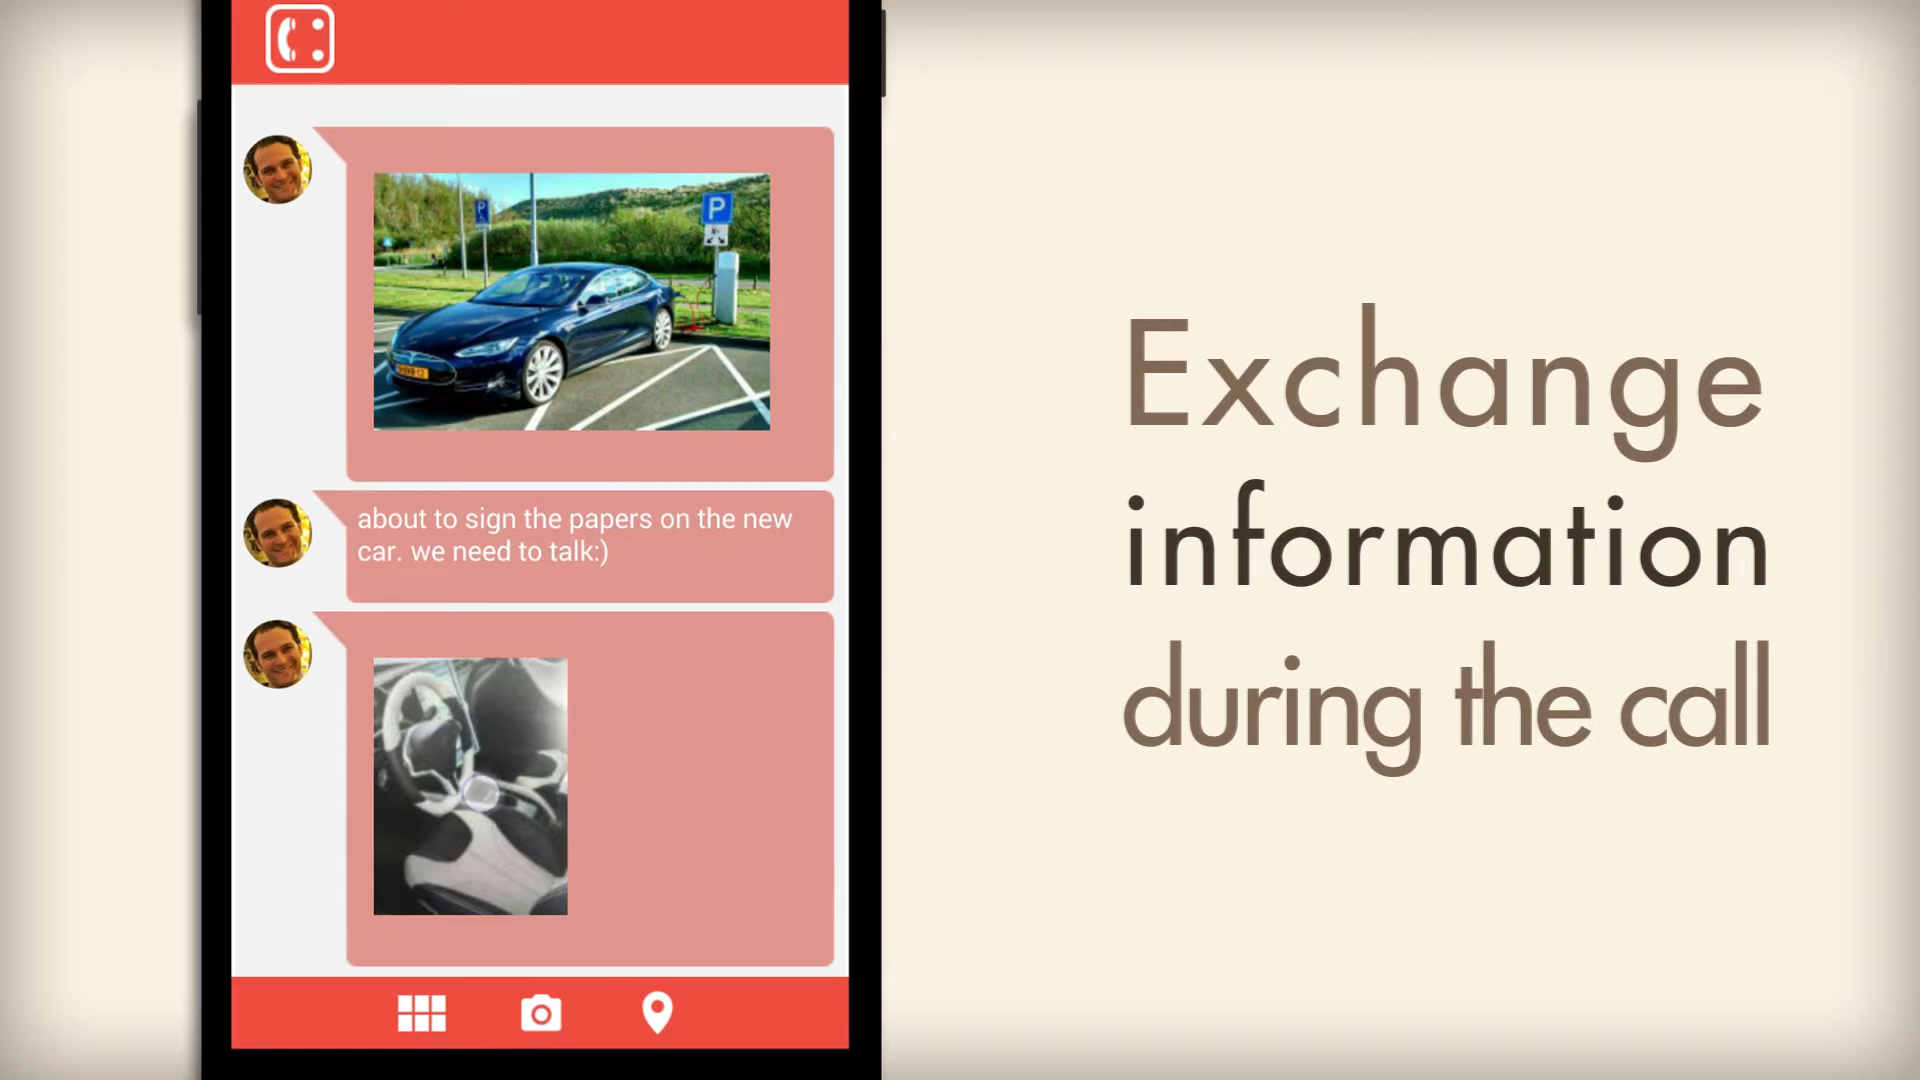 P
P
about to sign the papers on the new
car. we need to talk:)
Exchange
information
during the call